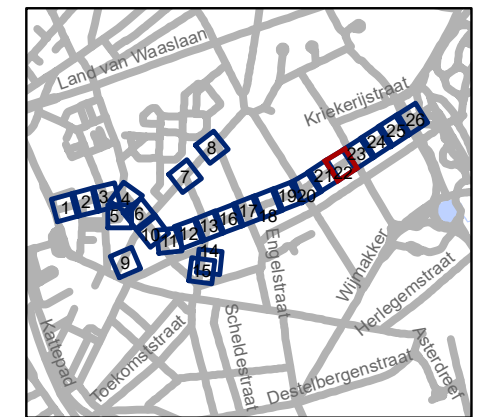 Land van Waaslaan
Kriekerijstraat
26
25
24
23
22
21
20
19
18
17
16
13
12
11
10
8
7
6
5
4
3
2
1
9
14
15
Engelstraat
Wijmakker
Herlegemstraat
Scheldestraat
Toekomststraat
Kattepad
Destelbergenstraat
Asterdreef